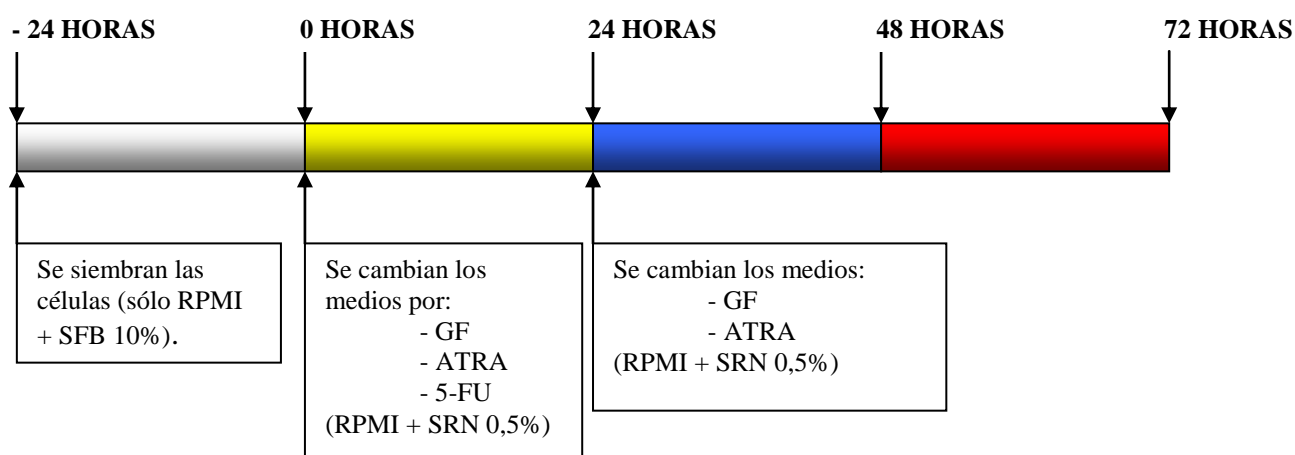 - 24 HORAS 0 HORAS 24 HORAS 48 HORAS 72 HORAS
Se siembran las
células (sólo RPMI
+ SFB 10%).
Se cambian los
medios por:
- GF
- ATRA
- 5-FU
(RPMI + SRN 0,5%)
Se cambian los medios:
- GF
- ATRA
(RPMI + SRN 0,5%)